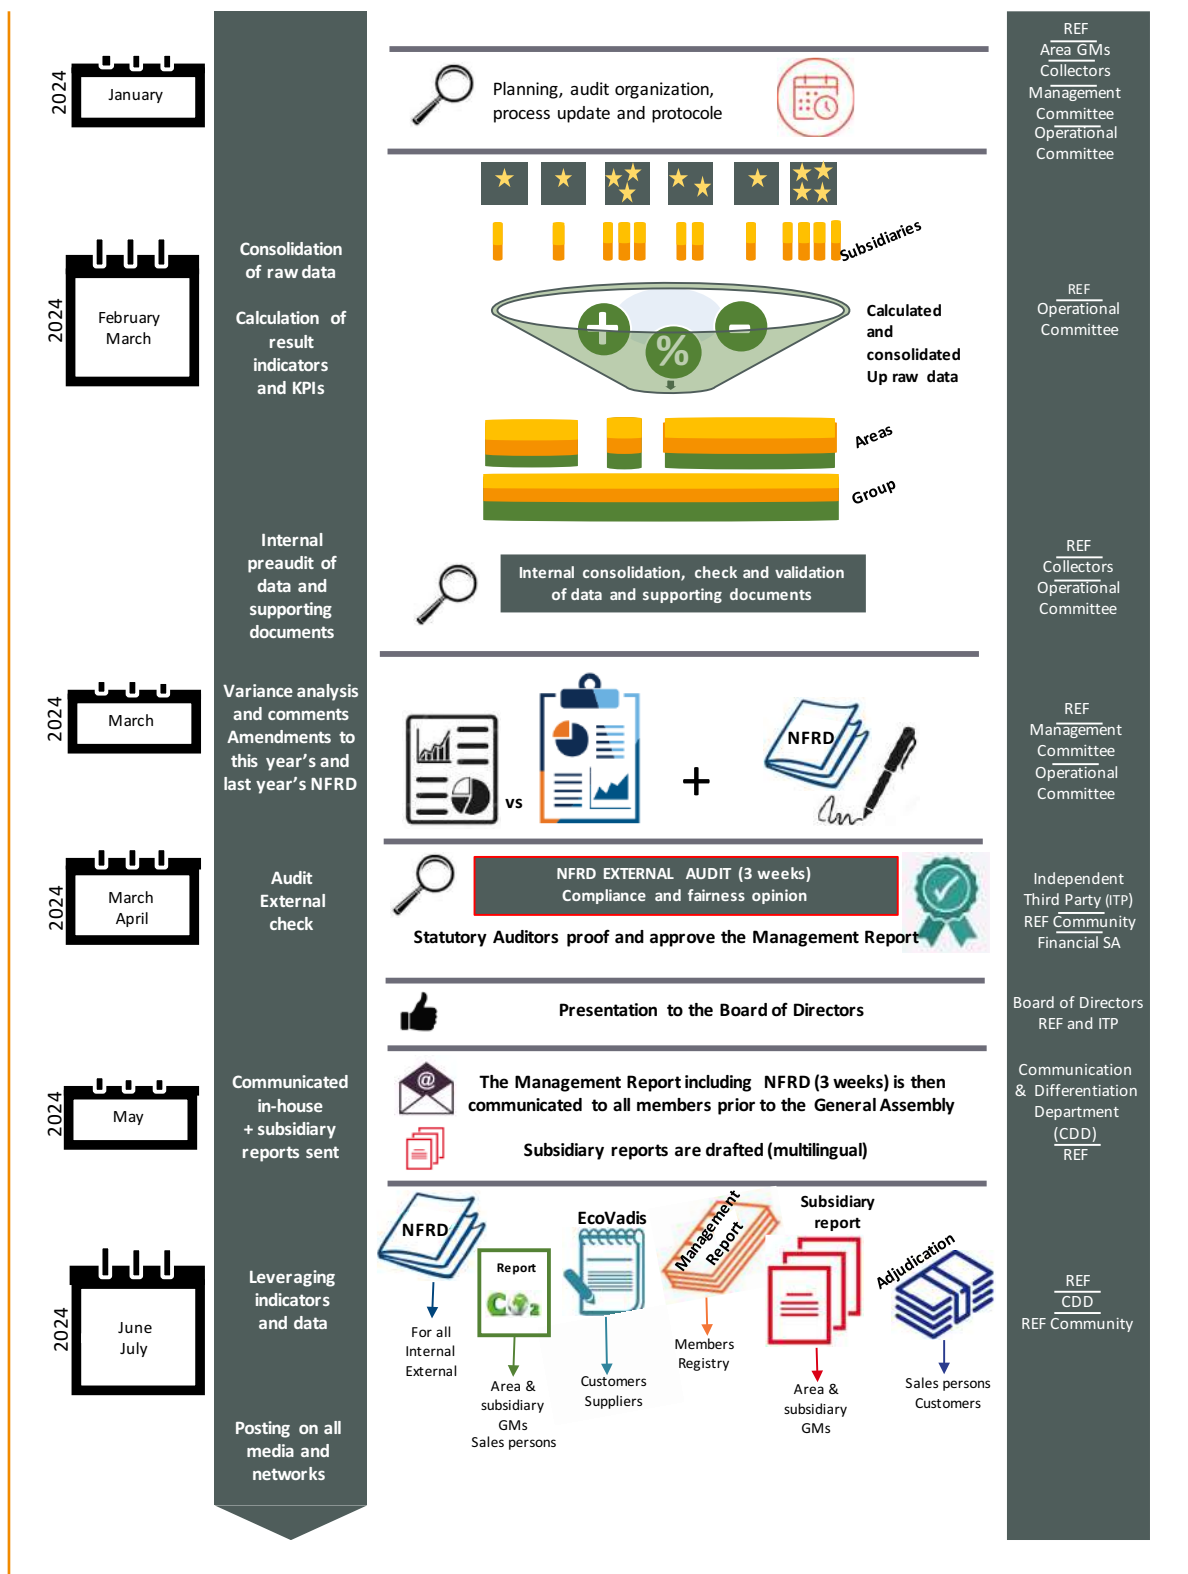 2024
January
Planning, audit organization,
process update and protocole
REF
Area GMs
Collectors
Management
Committee
Operational
Committee
Subsidiaries
2024
February
March
Consolidation
of raw data
Calculation of
result
indicators
and KPIs
+
-
%
Calculated
and
consolidated
Up raw data
REF
Operational
Committee
Areas
Group
Internal
preaudit of
data and
supporting
documents
Internal consolidation, check and validation
of data and supporting documents
REF
Collectors
Operational
Committee
2024
March
Variance analysis
and comments
Amendments to
this year's and
last year's NFRD
vs
+
NFRD
REF
Management
Committee
Operational
Committee
2024
March
April
Audit
External
check
NFRD EXTERNAL AUDIT (3 weeks)
Compliance and fairness opinion
Statutory Auditors proof and approve the Management Report
Independent
Third Party (ITP)
REF Community
Financial SA
Presentation to the Board of Directors
Board of Directors
REF and ITP
2024
May
Communicated
in-house
+ subsidiary
reports sent
@
The Management Report including NFRD (3 weeks) is then
communicated to all members prior to the General Assembly
Subsidiary reports are drafted (multilingual)
Communication
& Differentiation
Department
(CDD)
REF
2024
June
July
Leveraging
indicators
and data
Posting on all
media and
networks
NFRD
For all
Internal
External
Report
CO2
Area &
subsidiary
GMs
Sales persons
EcoVadis
Customers
Suppliers
Management
Report
Members
Registry
Subsidiary
report
Area &
subsidiary
GMs
Adjudication
Sales persons
Customers
REF
CDD
REF Community